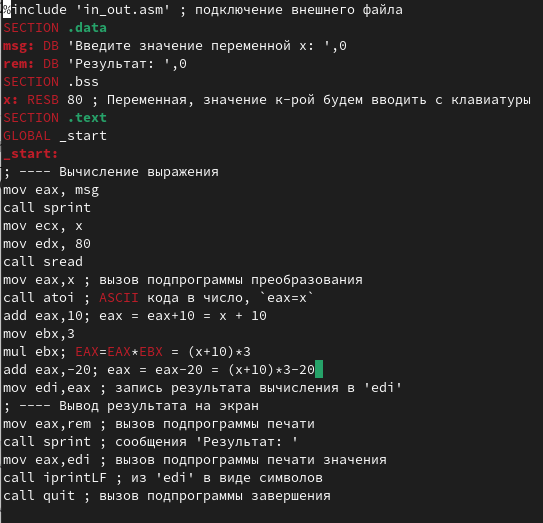 %include 'in_out.asm' ; подключение внешнего файла
SECTION .data
msg: DB 'Введите значение переменной х: ',0
rem: DB 'Результат: ',0
SECTION .bss
x: RESB 80 ; Переменная, значение к-рой будем вводить с клавиатуры
SECTION .text
GLOBAL _start
_start:
; ---- Вычисление выражения
mov eax, msg
call sprint
mov ecx, x
mov edx, 80
call sread
mov eax,x ; вызов подпрограммы преобразования
call atoi ; ASCII кода в число, `eax=x`
add eax,10; eax = eax+10 = x + 10
mov ebx,3
mul ebx; EAX=EAX*EBX = (x+10)*3
add eax,-20; eax = eax-20 = (x+10)*3-20
mov edi,eax ; запись результата вычисления в 'edi'
; ---- Вывод результата на экран
mov eax,rem ; вызов подпрограммы печати
call sprint ; сообщения 'Результат: '
mov eax,edi ; вызов подпрограммы печати значения
call iprintLF ; из 'edi' в виде символов
call quit ; вызов подпрограммы завершения